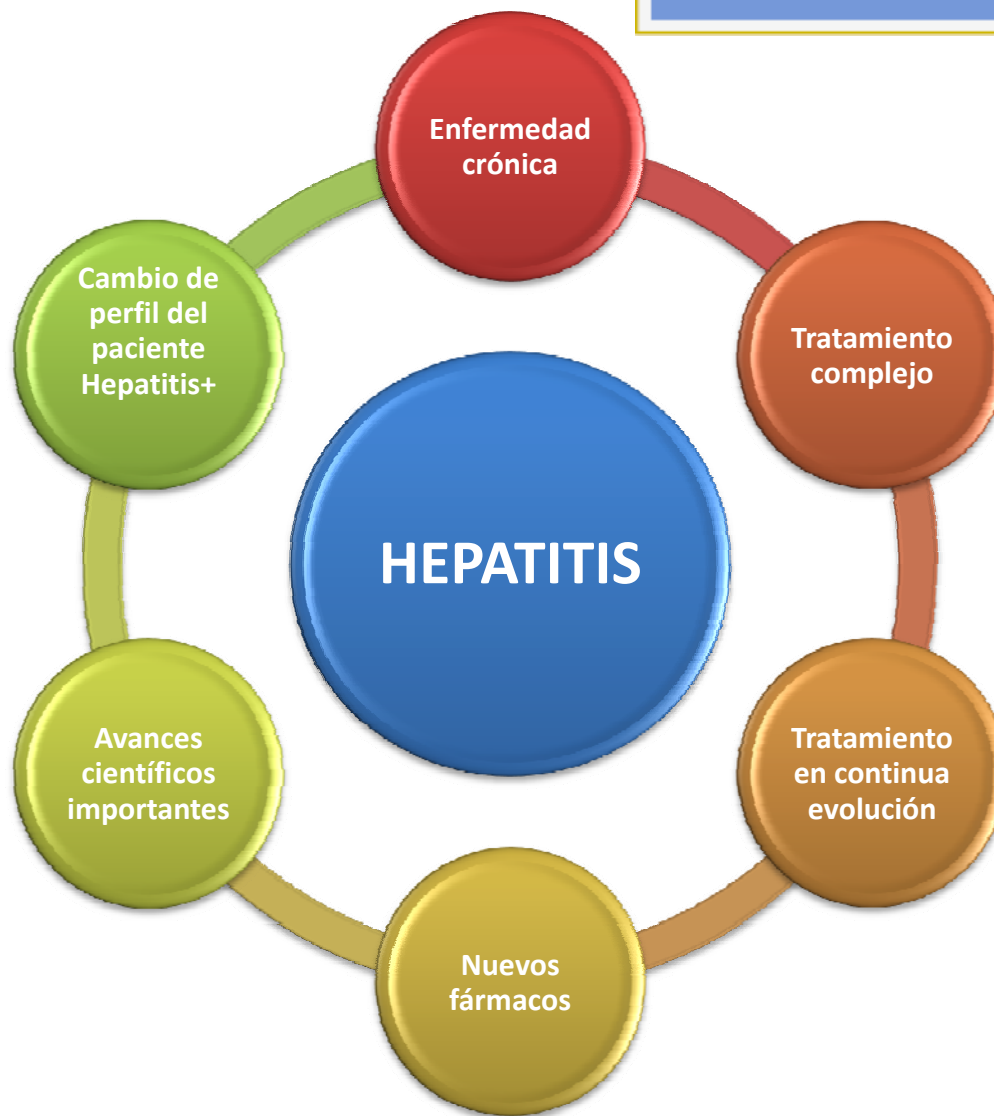 Enfermedad
crónica
Tratamiento
complejo
Tratamiento
en continua
evolución
Nuevos
fármacos
Avances
científicos
importantes
Cambio de
perfil del
paciente
Hepatitis+
HEPATITIS